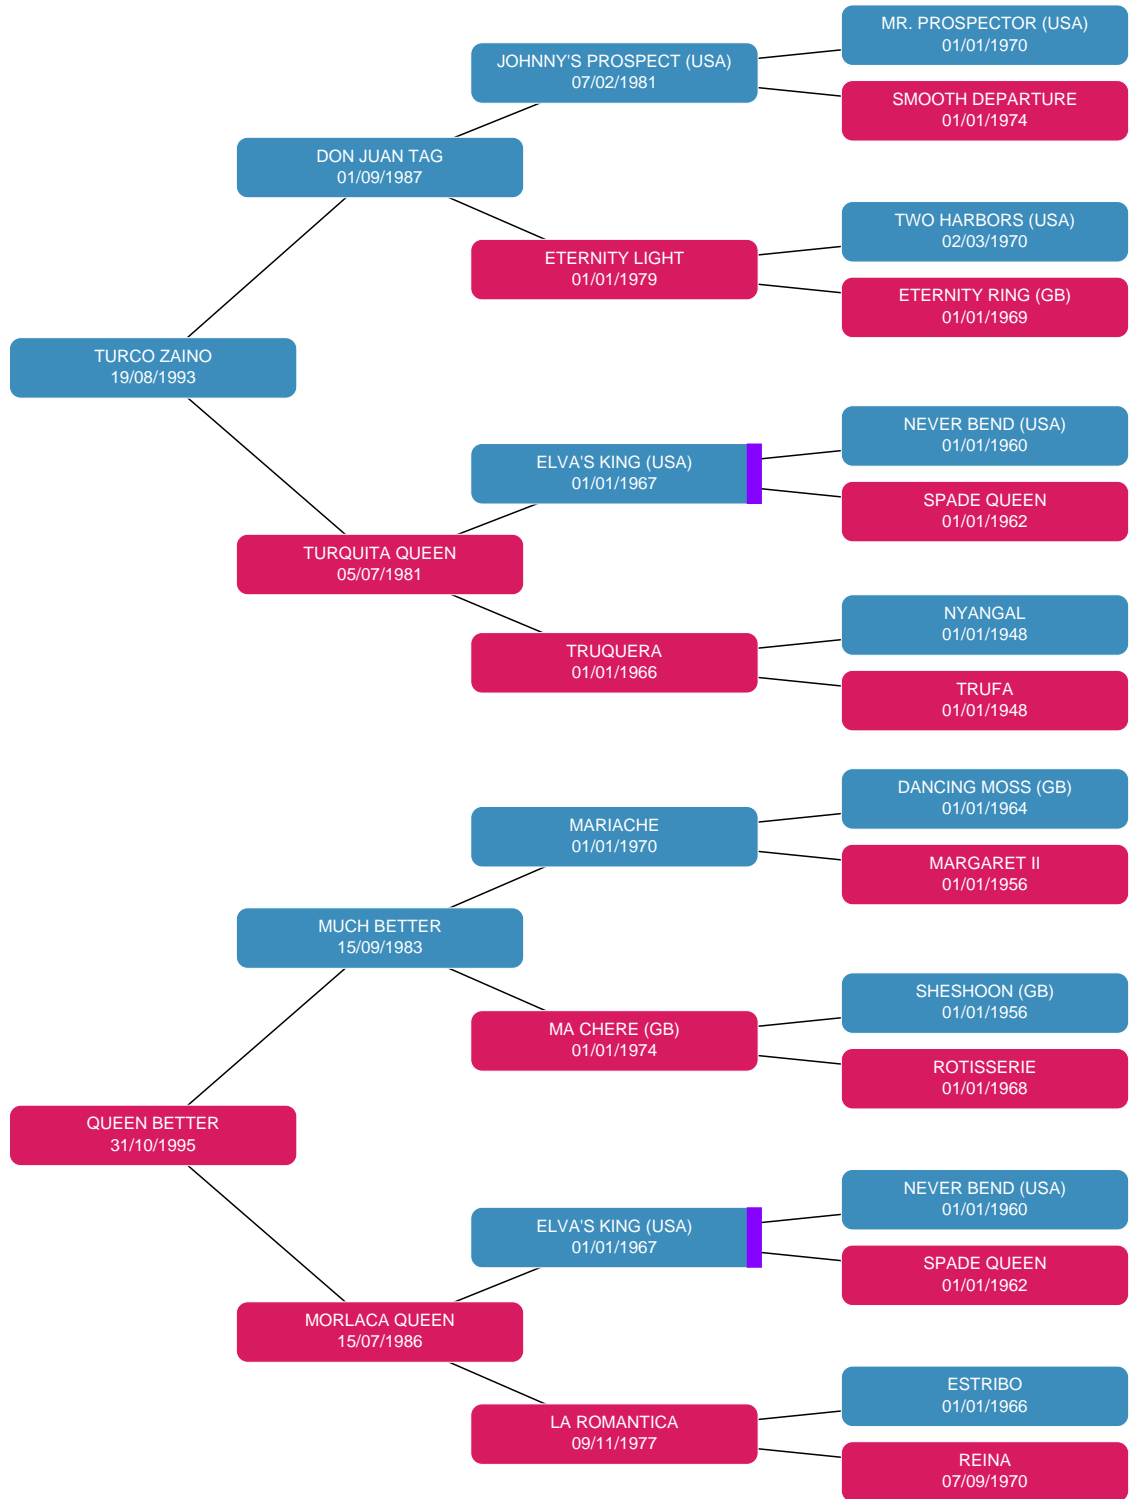 MR. PROSPECTOR (USA)
01/01/1970
JOHNNY'S PROSPECT (USA)
07/02/1981
SMOOTH DEPARTURE
01/01/1974
DON JUAN TAG
01/09/1987
TWO HARBORS (USA)
02/03/1970
ETERNITY LIGHT
01/01/1979
ETERNITY RING (GB)
01/01/1969
TURCO ZAINO
19/08/1993
NEVER BEND (USA)
01/01/1960
ELVA'S KING (USA)
01/01/1967
SPADE QUEEN
01/01/1962
TURQUITA QUEEN
05/07/1981
NYANGAL
01/01/1948
TRUQUERA
01/01/1966
TRUFA
01/01/1948
DANCING MOSS (GB)
01/01/1964
MARIACHE
01/01/1970
MARGARET II
01/01/1956
MUCH BETTER
15/09/1983
SHESHOON (GB)
01/01/1956
MA CHERE (GB)
01/01/1974
ROTISSERIE
01/01/1968
QUEEN BETTER
31/10/1995
NEVER BEND (USA)
01/01/1960
ELVA'S KING (USA)
01/01/1967
SPADE QUEEN
01/01/1962
MORLACA QUEEN
15/07/1986
ESTRIBO
01/01/1966
LA ROMANTICA
09/11/1977
REINA
07/09/1970